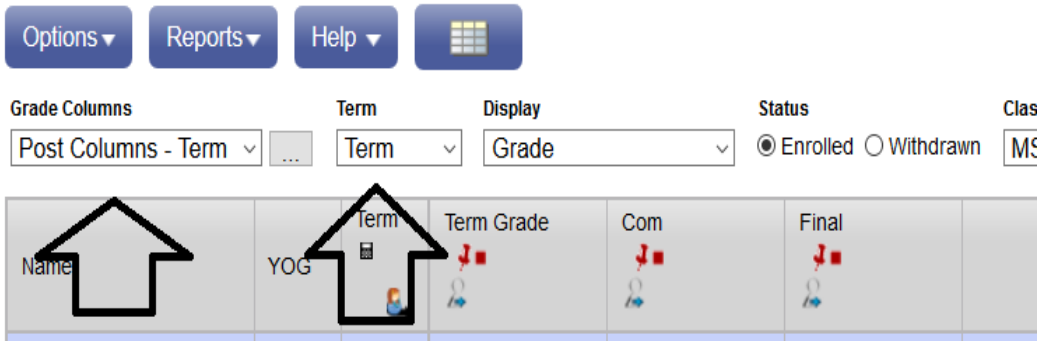 Options Reports Help
Grade Columns Term Display Status Clas
Post Columns - Term ... Term Grade Enrolled Withdrawn MS
Name YOG Term Term Grade Com Final